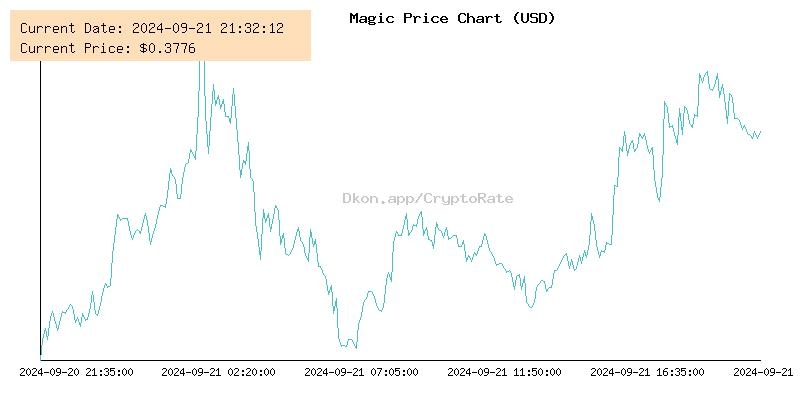 Magic Price Chart (USD)
Current Date: 2024-09-21 21:32:12
Current Price: $0.3776
Dkon.app/CryptoRate
2024-09-20 21:35:00 2024-09-21 02:20:00 2024-09-21 07:05:00 2024-09-21 11:50:00 2024-09-21 16:35:00 2024-09-21